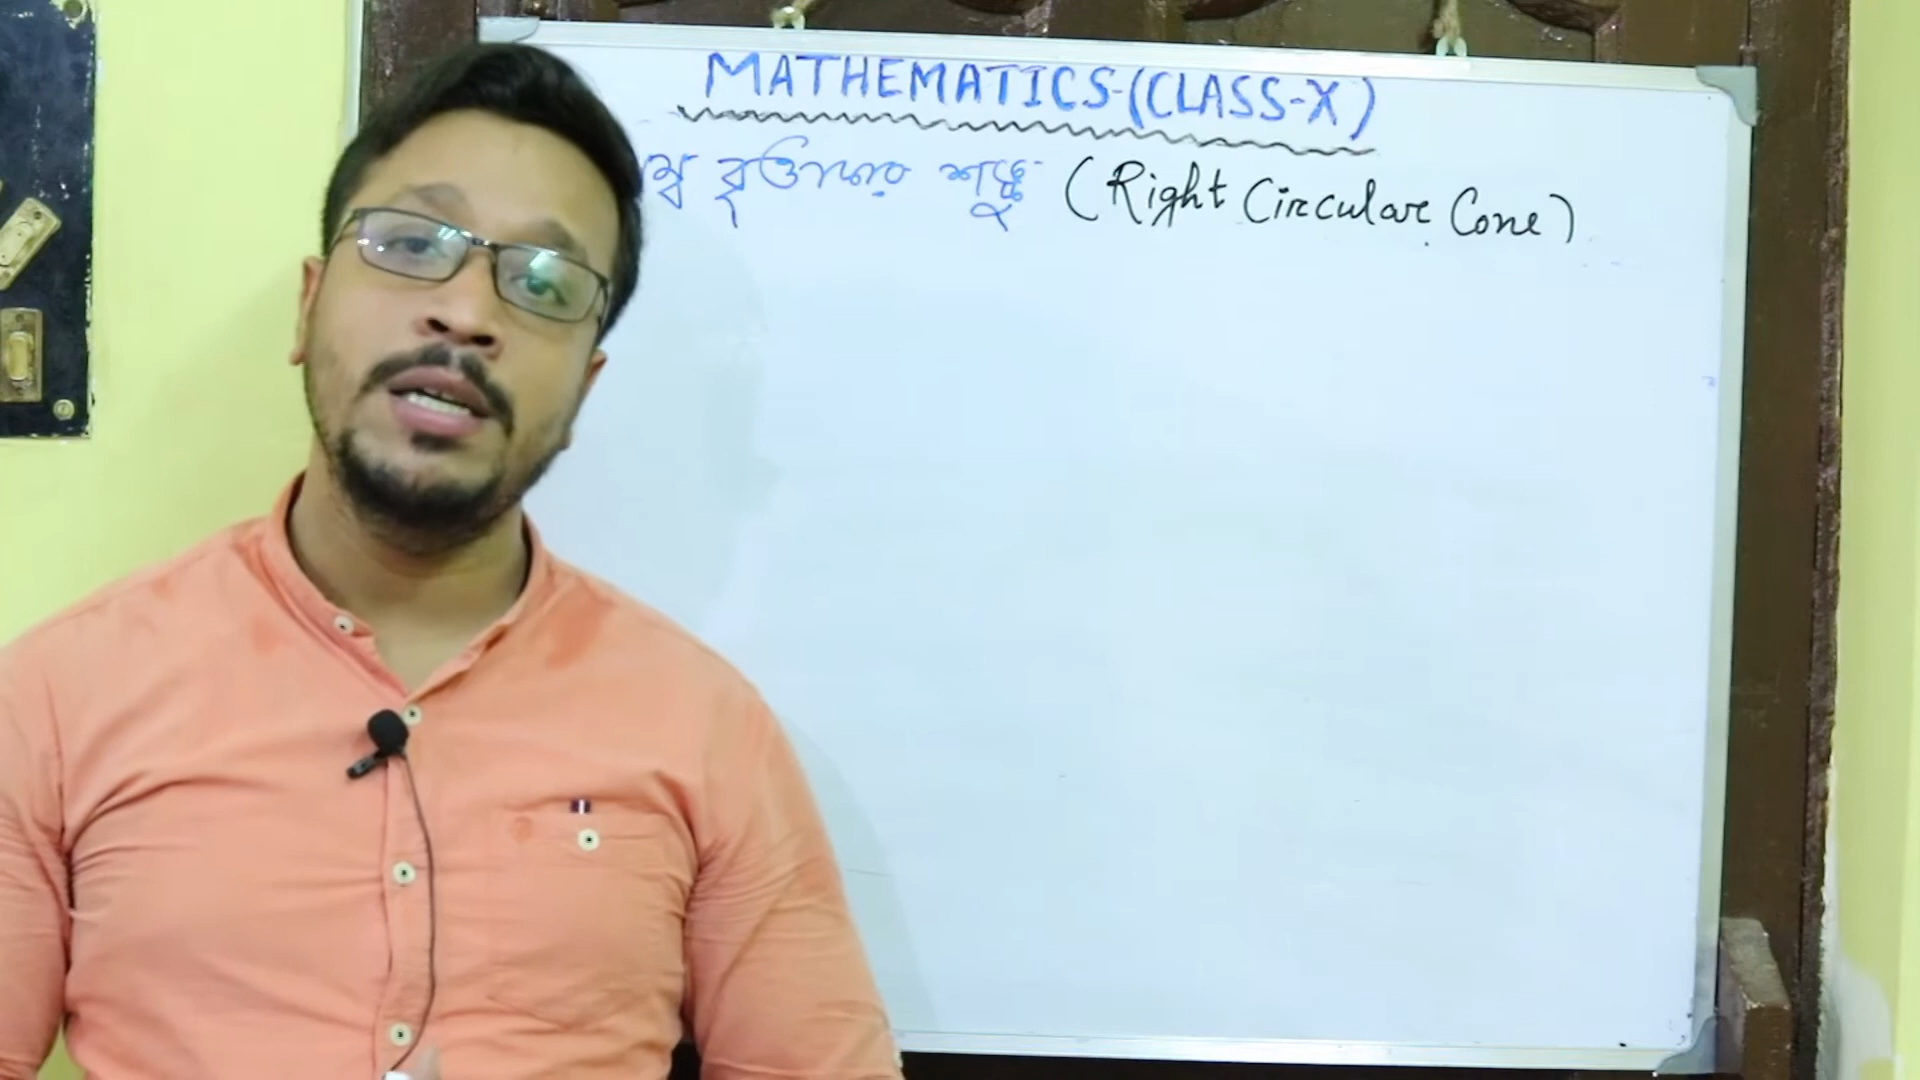 MATHEMATICS-(CLASS-X)
বৃত্তাকার শঙ্কু (Right Circular Cone)